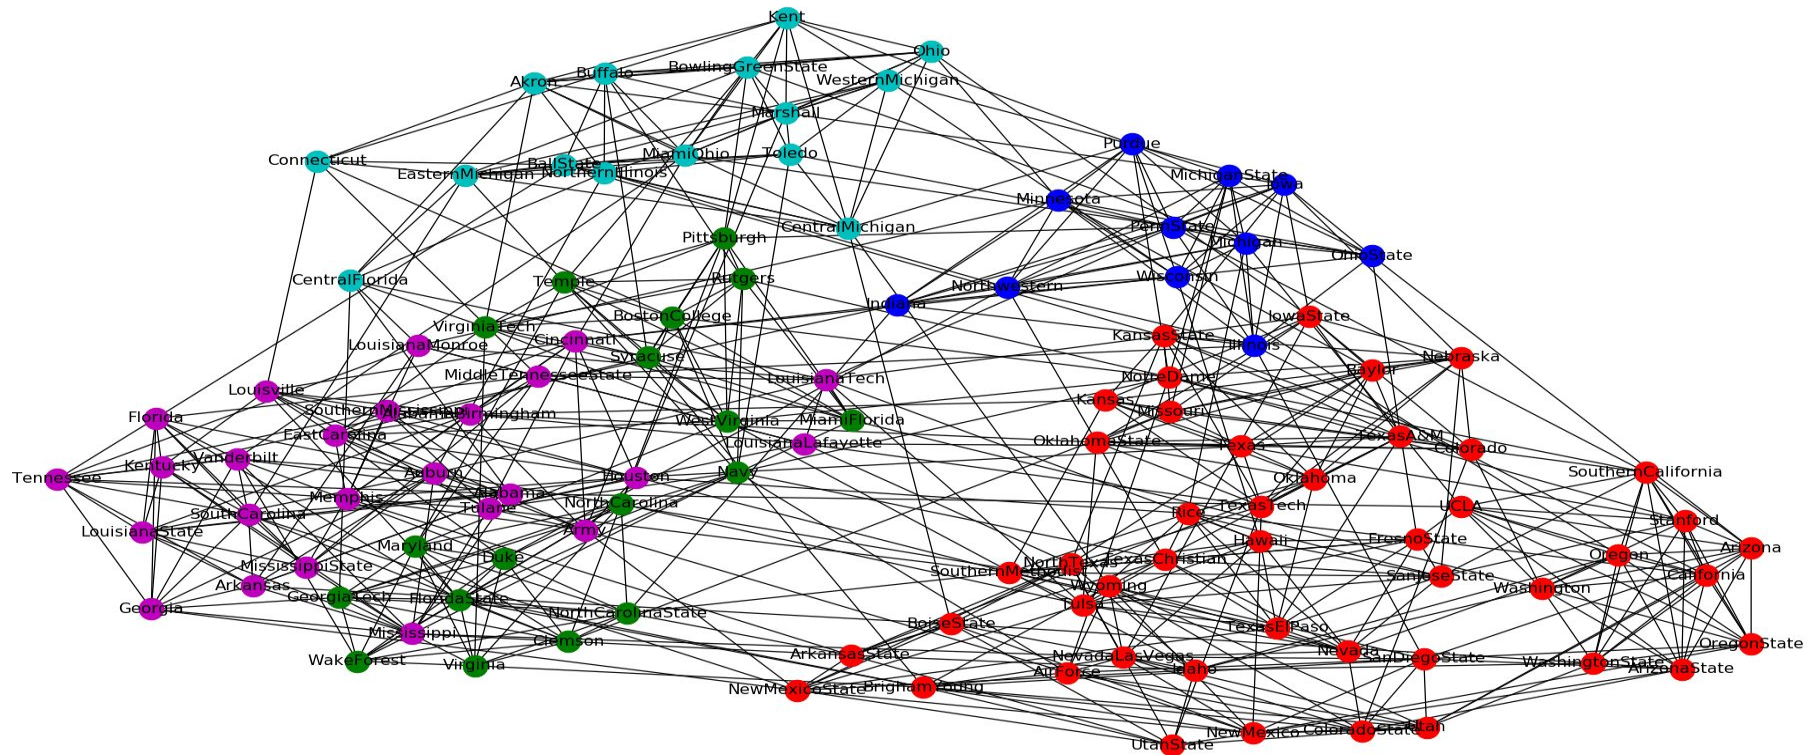 Kent
Ohio
BowlingGreenState
Buffalo
Akron
WesternMichigan
Marshall
Purdue
MiamiOhio
Toledo
Connecticut
BallState
NorthernIllinois
EasternMichigan
MichiganState
Iowa
Minnesota
PennState
CentralMichigan
Pittsburgh
Michigan
OhioState
CentralFlorida
Temple
Rutgers
Wisconsin
Northwestern
Indiana
BostonCollege
IowaState
VirginiaTech
Cincinnati
KansasState
LouisianaMonroe
Illinois
Syracuse
Nebraska
MiddleTennesseeState
LouisianaTech
NotreDame
Baylor
Louisville
Kansas
SouthernMississippi
AlabamaBirmingham
Missouri
Florida
WestVirginia
MiamiFlorida
EastCarolina
LouisianaLafayette
OklahomaState
Texas
TexasA&M
Colorado
Vanderbilt
Kentucky
Auburn
Navy
SouthernCalifornia
Tennessee
Houston
Oklahoma
Memphis
Alabama
NorthCarolina
Tulane
TexasTech
UCLA
SouthCarolina
Rice
Stanford
LouisianaState
Army
Hawaii
FresnoState
Maryland
Duke
Arizona
Oregon
MississippiState
NorthTexas
TexasChristian
SouthernMethodist
SanJoseState
California
Arkansas
Wyoming
Washington
GeorgiaTech
FloridaState
Tulsa
Georgia
NorthCarolinaState
BoiseState
TexasElPaso
Mississippi
Clemson
OregonState
Nevada
ArkansasState
NevadaLasVegas
SanDiegoState
WakeForest
Virginia
WashingtonState
ArizonaState
AirForce
Idaho
NewMexicoState
BrighamYoung
Utah
NewMexico
ColoradoState
UtahState